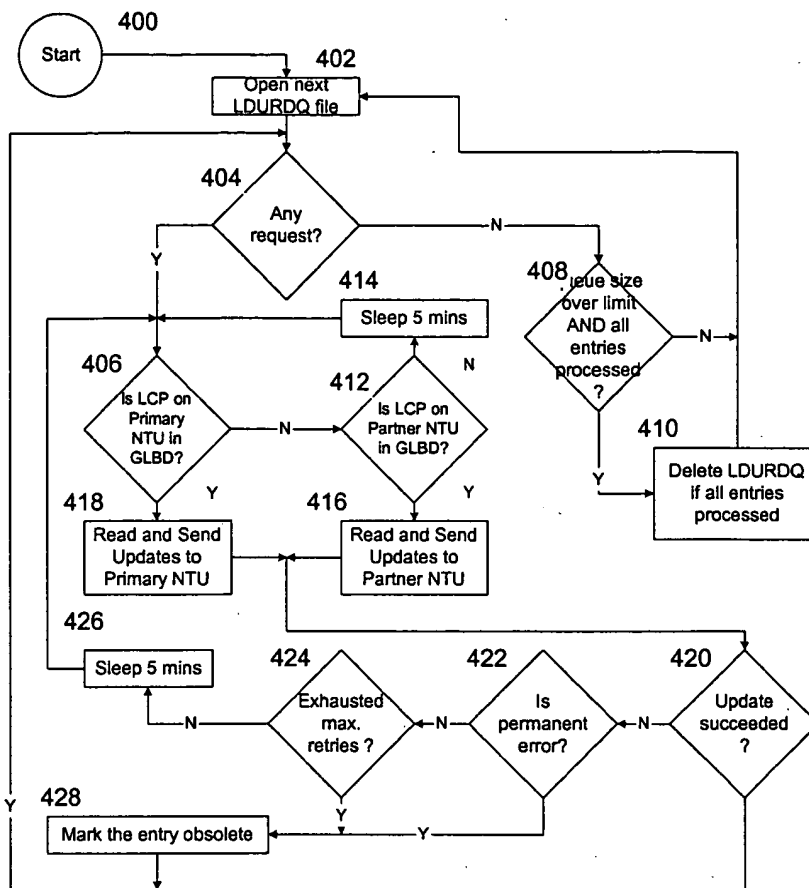 400
Start
402
Open next
LDURDQ file
404
Any
request?
N
Y
408
ueue size
over limit
AND all
entries
processed
?
N
Y
410
Delete LDURDQ
if all entries
processed
414
Sleep 5 mins
406
Is LCP on
Primary
NTU in
GLBD?
N
Y
412
Is LCP on
Partner NTU
in GLBD?
N
Y
418
Read and Send
Updates to
Primary NTU
416
Read and Send
Updates to
Partner NTU
426
Sleep 5 mins
424
Exhausted
max.
retries ?
N
Y
422
Is
permanent
error?
N
Y
420
Update
succeeded
?
N
Y
428
Mark the entry obsolete